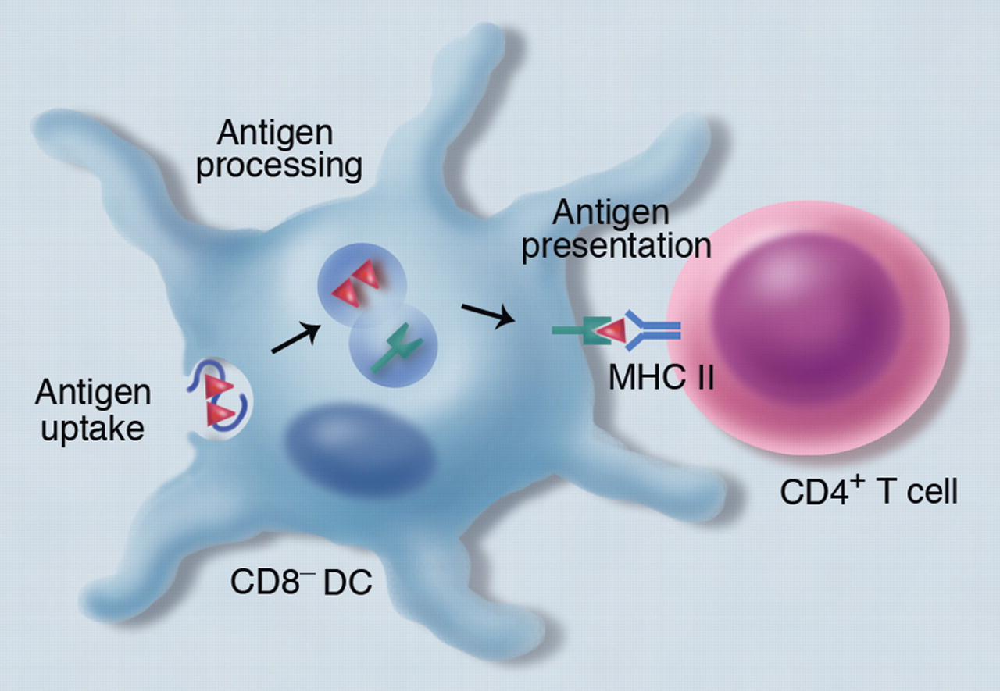 Antigen
processing
Antigen
presentation
Antigen
uptake
MHC II
CD4⁺ T cell
CD8⁻ DC